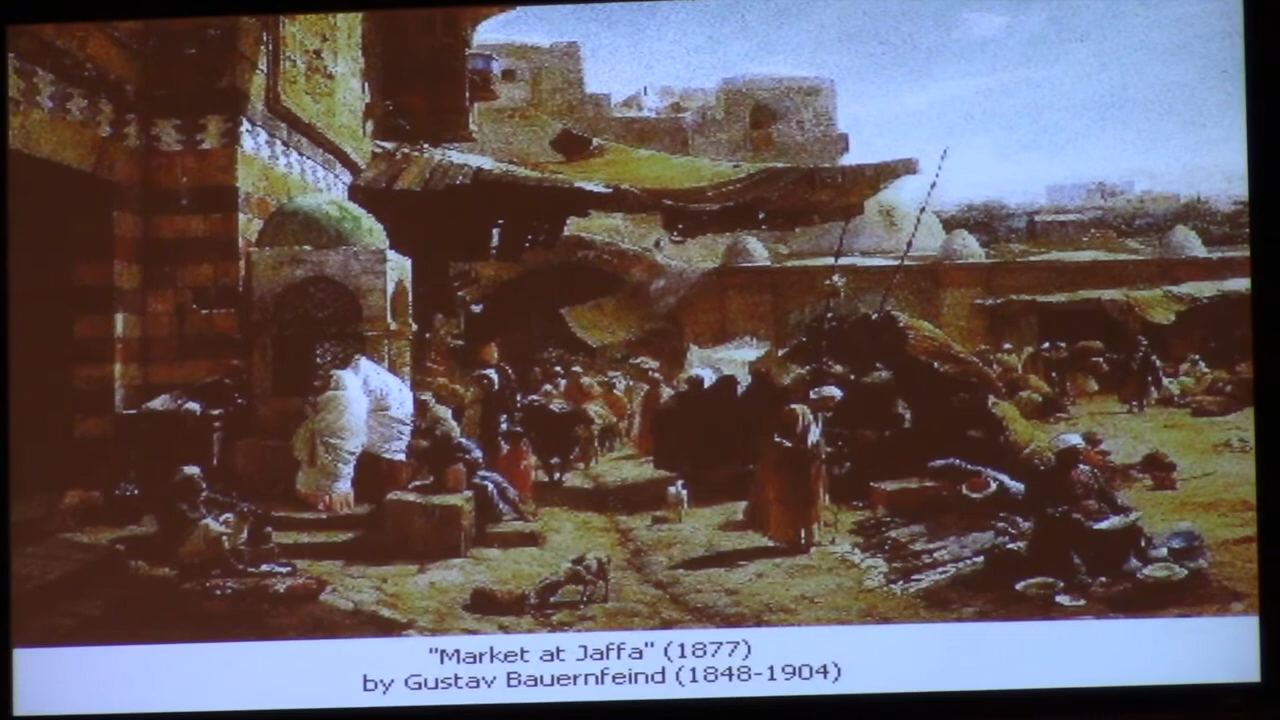 "Market at Jaffa" (1877)
by Gustav Bauernfeind (1848-1904)